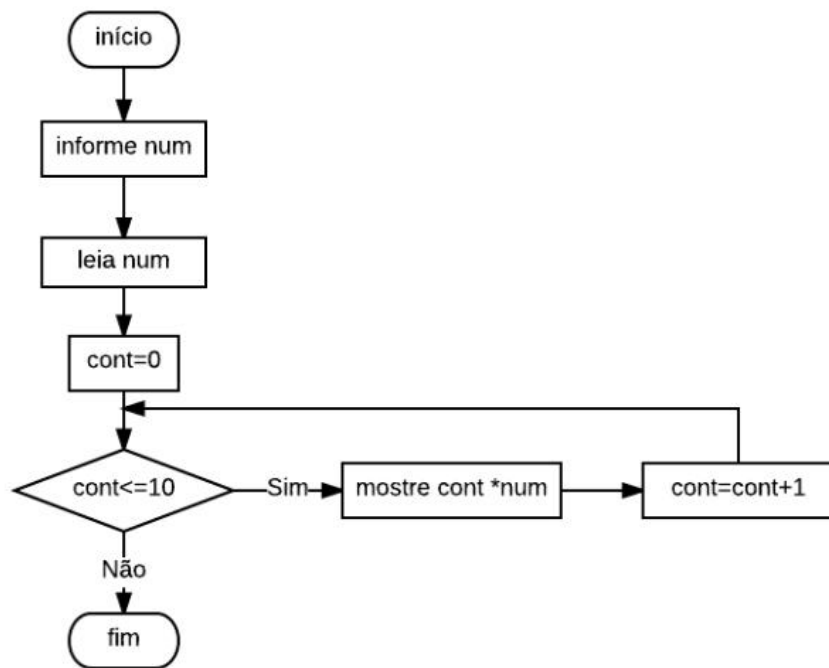 início
informe num
leia num
cont=0
cont<=10
Sim
mostre cont *num
cont=cont+1
Não
fim